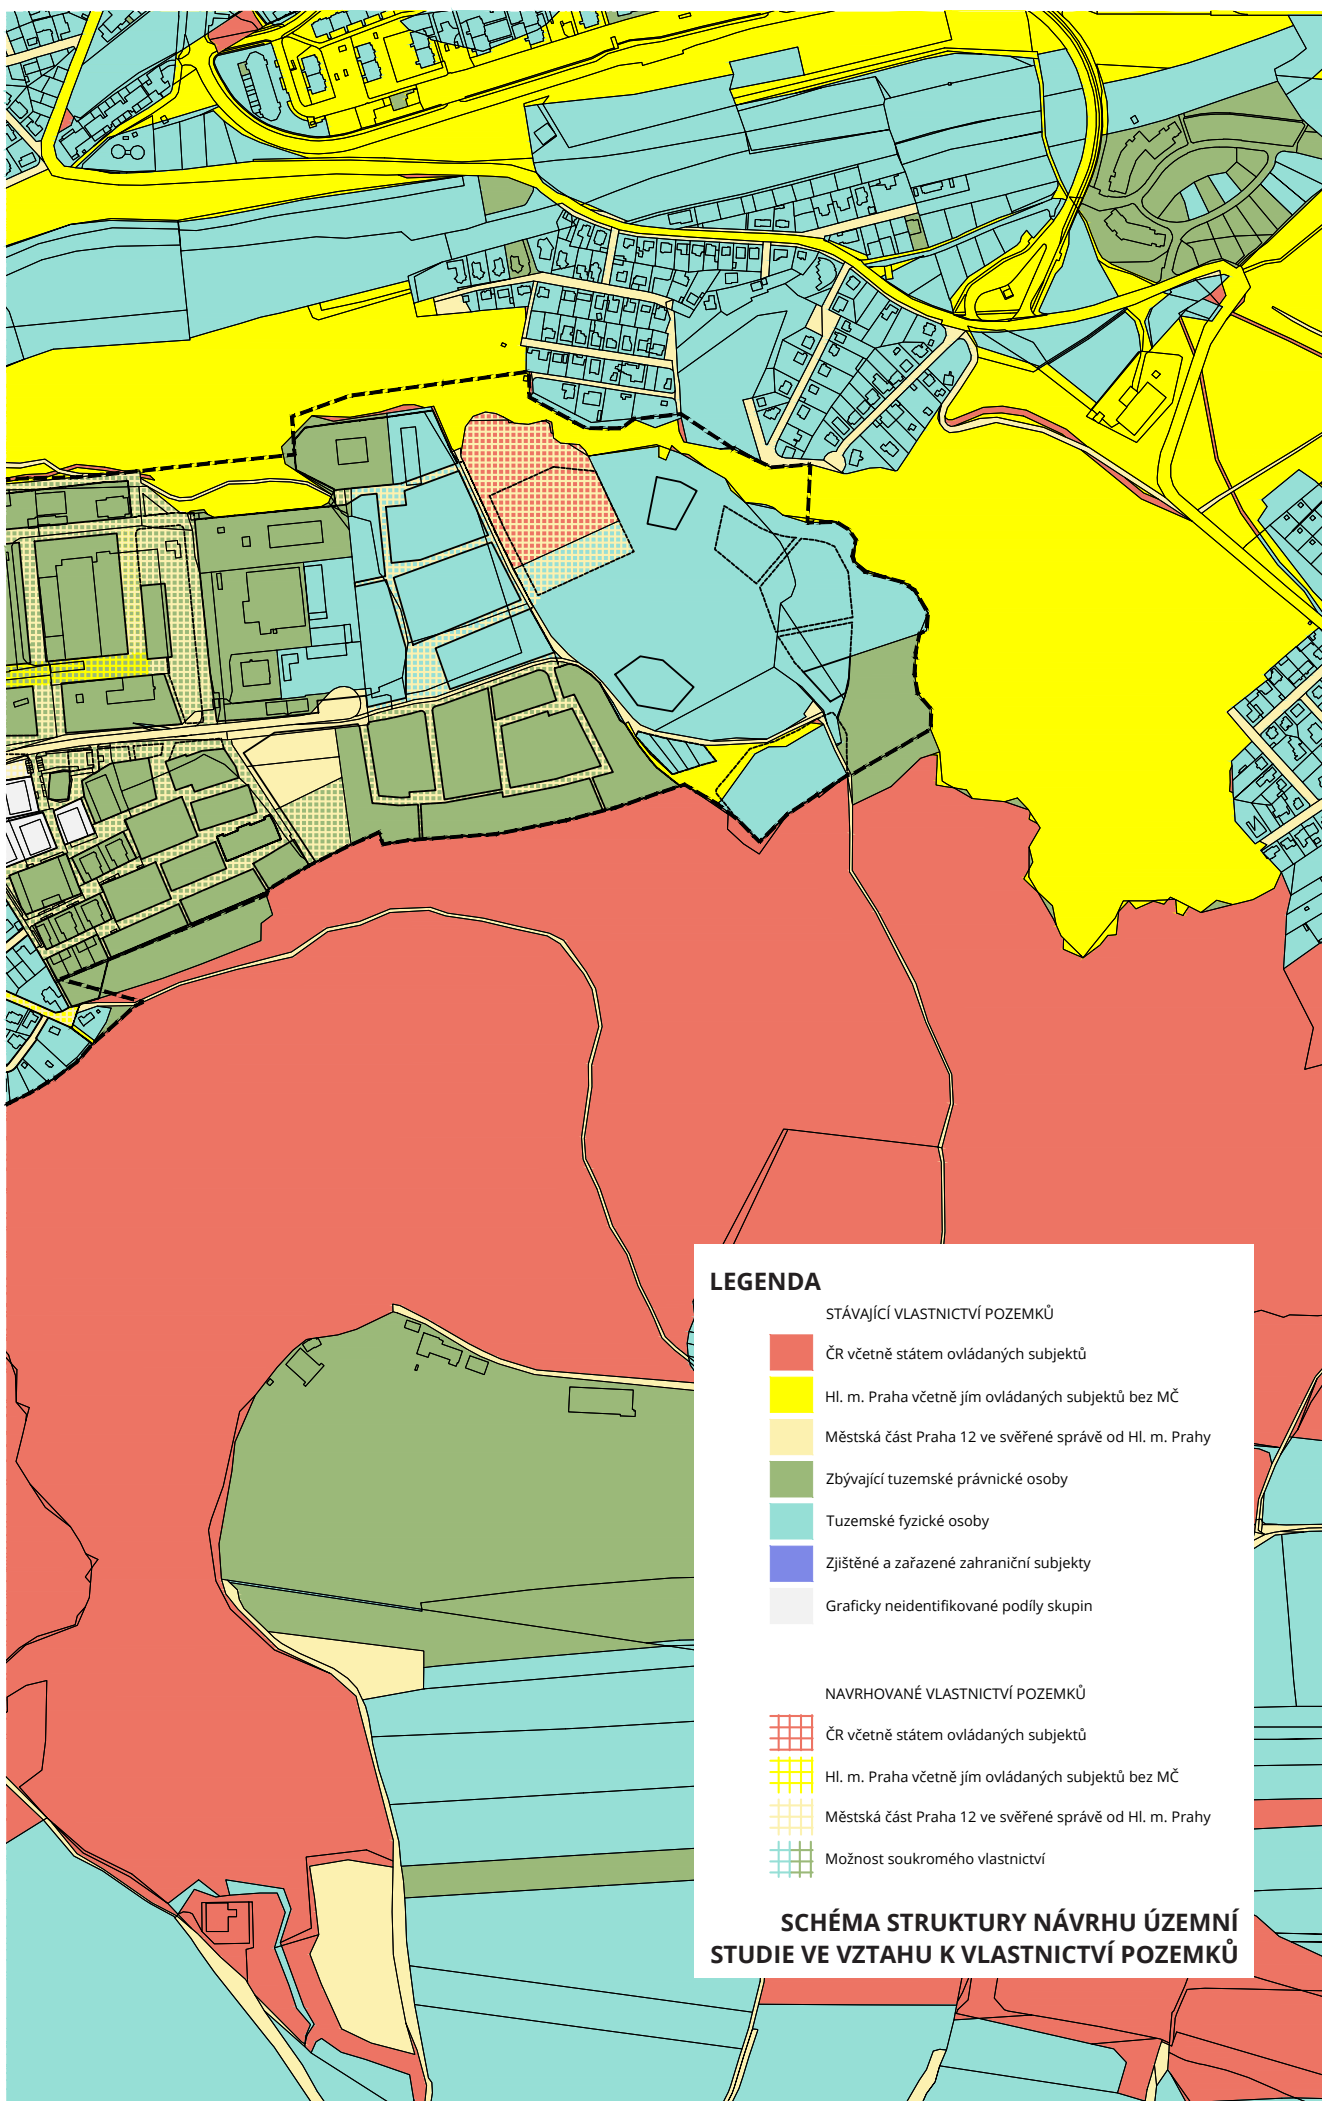 LEGENDA
STÁVAJÍCÍ VLASTNICTVÍ POZEMKŮ
ČR včetně státem ovládaných subjektů
Hl. m. Praha včetně jím ovládaných subjektů bez MČ
Městská část Praha 12 ve svěřené správě od Hl. m. Prahy
Zbývající tuzemské právnické osoby
Tuzemské fyzické osoby
Zjištěné a zařazené zahraniční subjekty
Graficky neidentifikované podíly skupin
NAVRHOVANÉ VLASTNICTVÍ POZEMKŮ
ČR včetně státem ovládaných subjektů
Hl. m. Praha včetně jím ovládaných subjektů bez MČ
Městská část Praha 12 ve svěřené správě od Hl. m. Prahy
Možnost soukromého vlastnictví
SCHÉMA STRUKTURY NÁVRHU ÚZEMNÍ
STUDIE VE VZTAHU K VLASTNICTVÍ POZEMKŮ